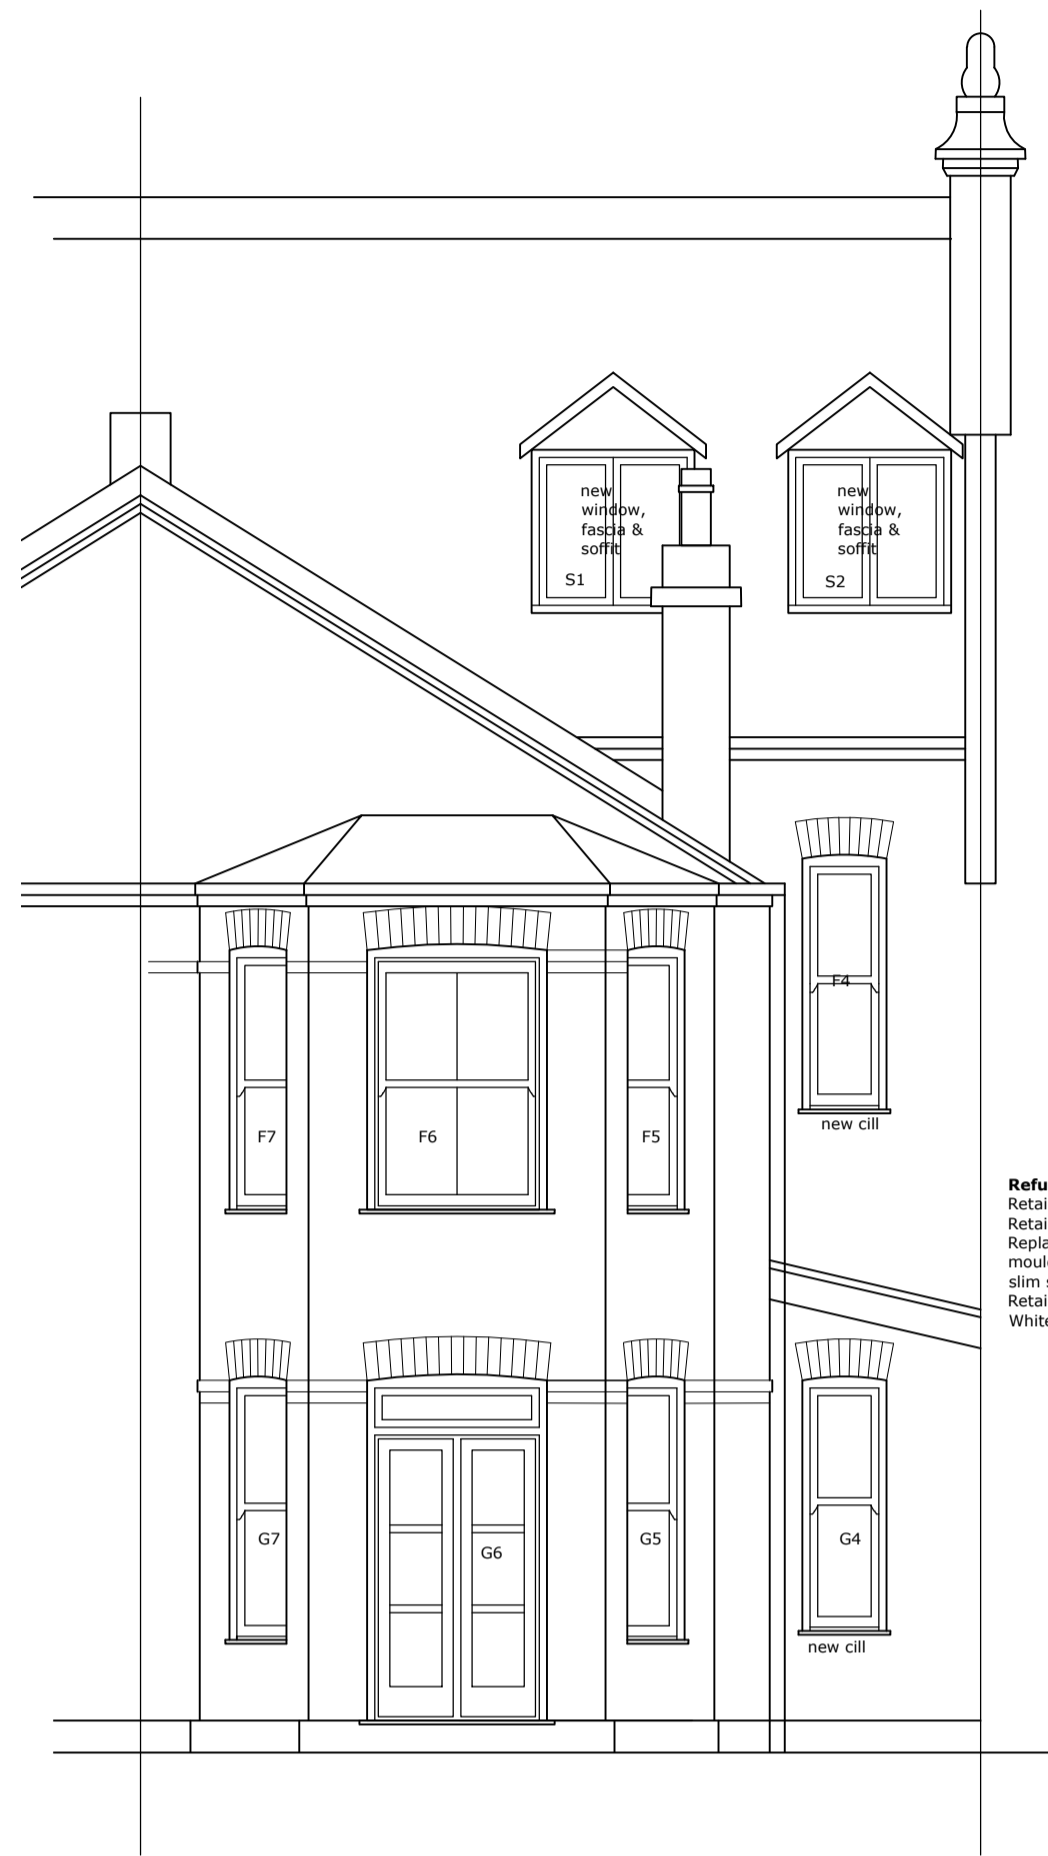 new
window,
fascia &
soffit
S1
new
window,
fascia &
soffit
S2
F4
new cill
F7
F6
F5
Refu
Retai
Retai
Repla
moul
slim s
Retai
White
G7
G6
G5
G4
new cill